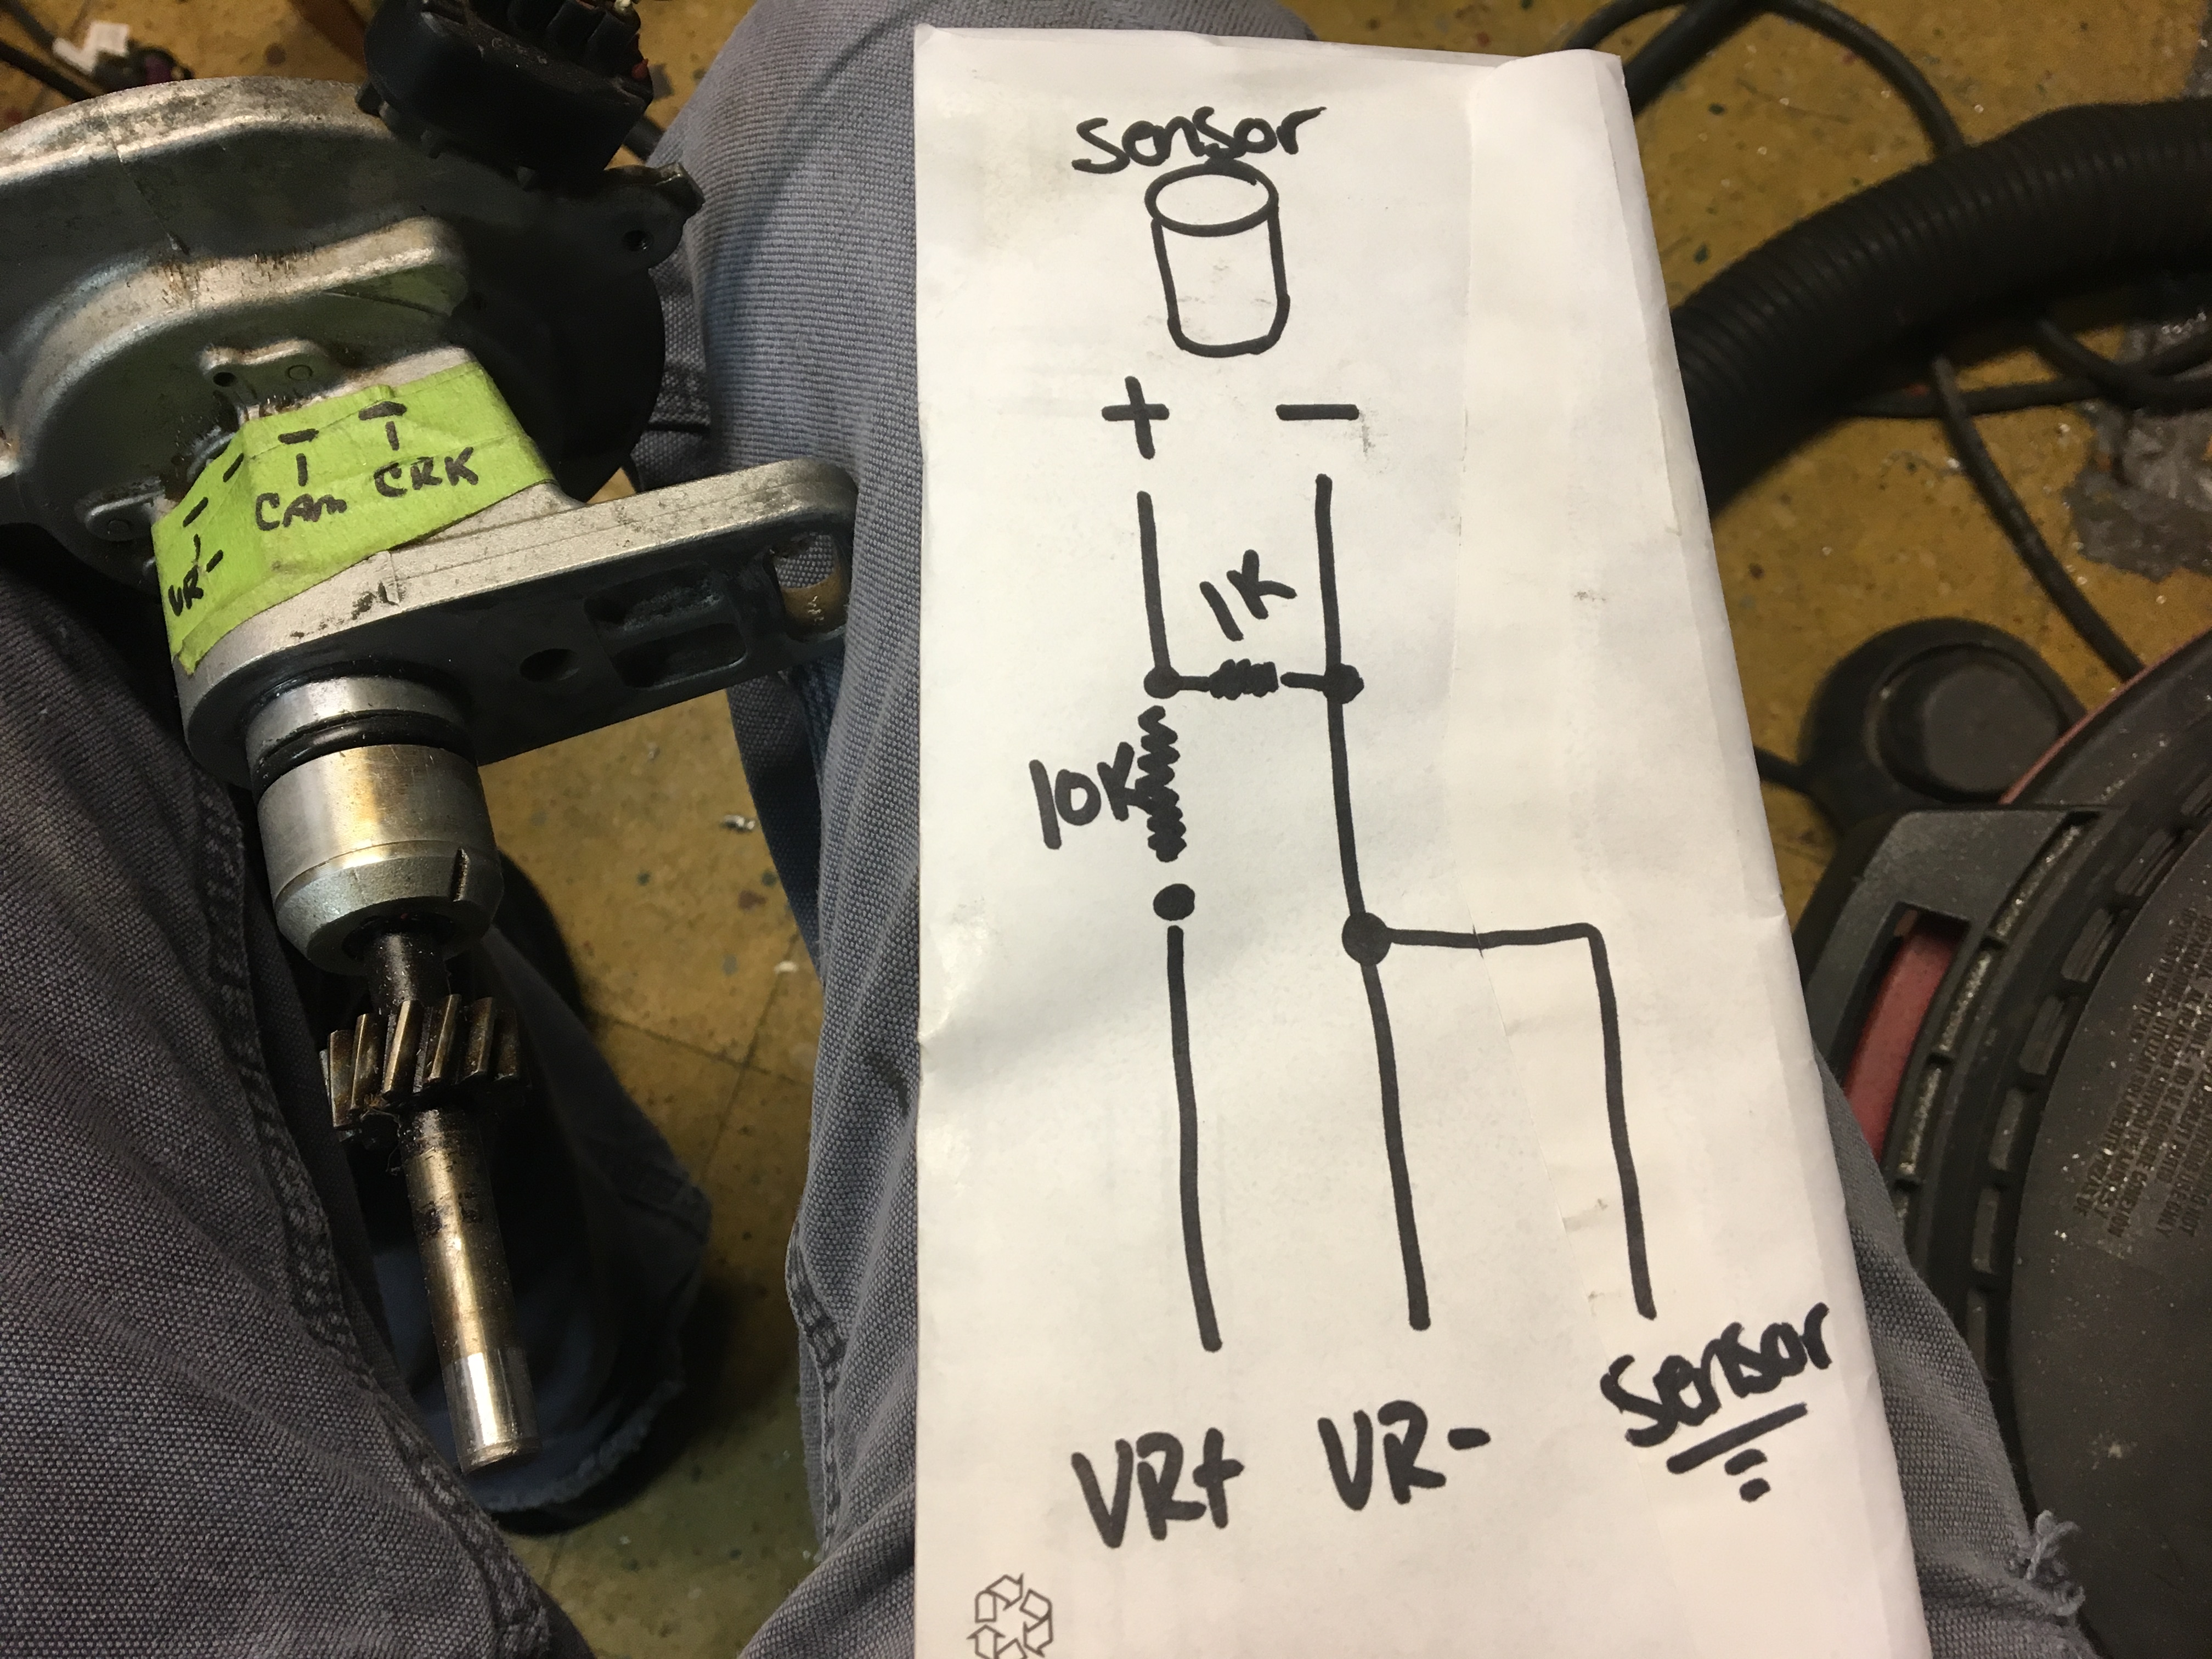 sensor
+ -
1K
10K
VR+ VR-
Sensor
CAM CRK
VR-